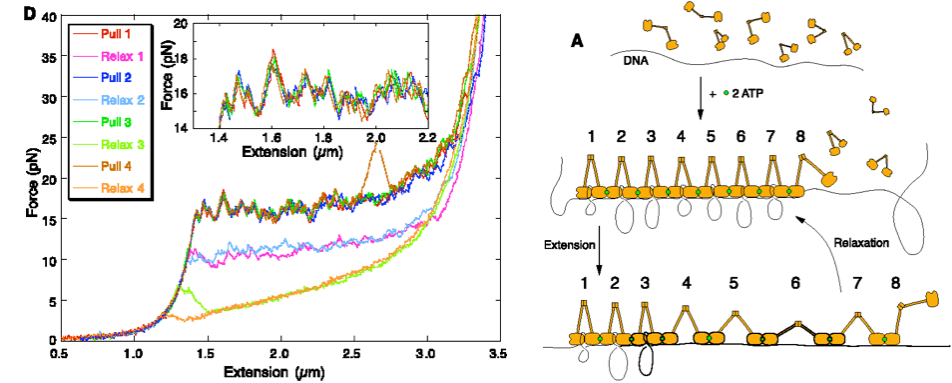 D
40
35
30
25
20
15
10
5
0
Force (pN)
Pull 1
Relax 1
Pull 2
Relax 2
Pull 3
Relax 3
Pull 4
Relax 4
20
18
16
14
Force (pN)
1.4 1.6 1.8 2.0 2.2
Extension (µm)
0.5 1.0 1.5 2.0 2.5 3.0 3.5
Extension (µm)
A
DNA
+ 2 ATP
1 2 3 4 5 6 7 8
Extension
Relaxation
1 2 3 4 5 6 7 8